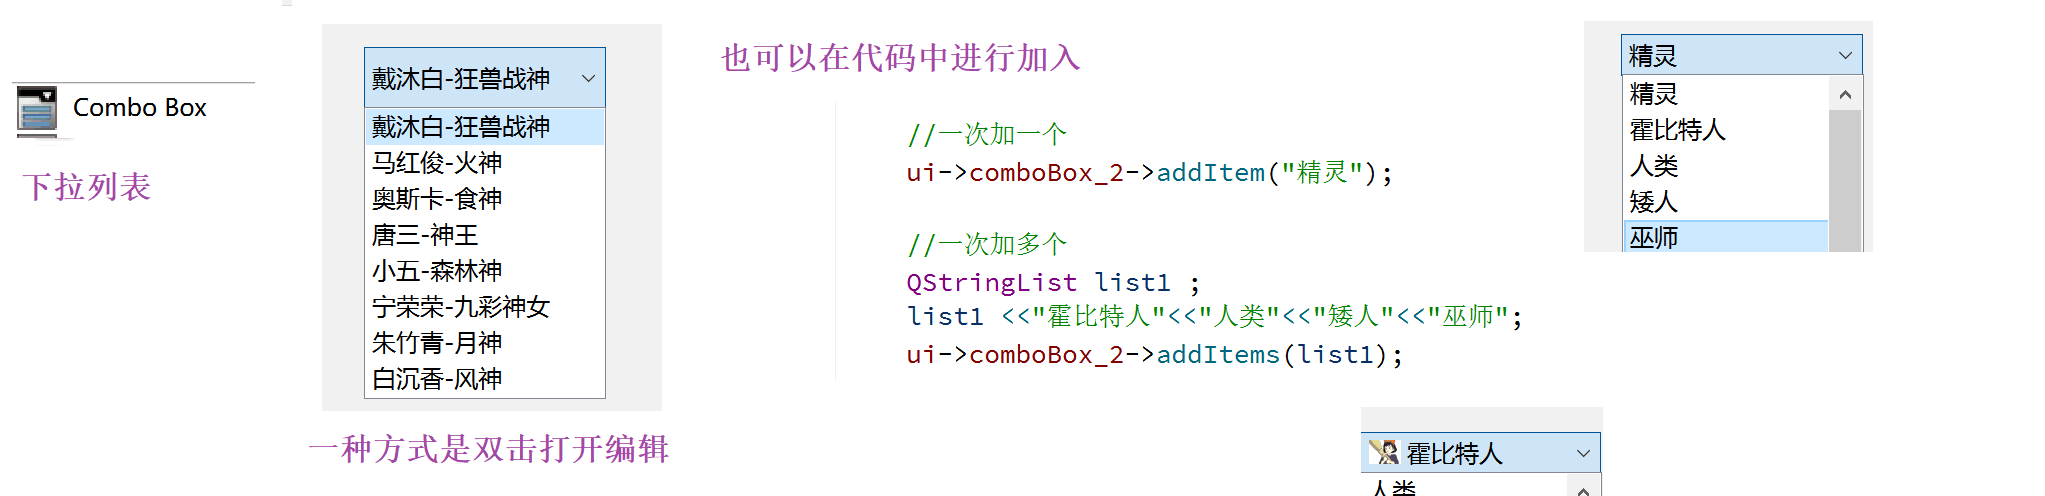 Combo Box
下拉列表
戴沐白-狂兽战神
戴沐白-狂兽战神
马红俊-火神
奥斯卡-食神
唐三-神王
小五-森林神
宁荣荣-九彩神女
朱竹青-月神
白沉香-风神
一种方式是双击打开编辑
也可以在代码中进行加入
//一次加一个
ui->comboBox_2->addItem("精灵");
//一次加多个
QStringList list1 ;
list1 <<"霍比特人"<<"人类"<<"矮人"<<"巫师";
ui->comboBox_2->addItems(list1);
精灵
精灵
霍比特人
人类
矮人
巫师
霍比特人
人类